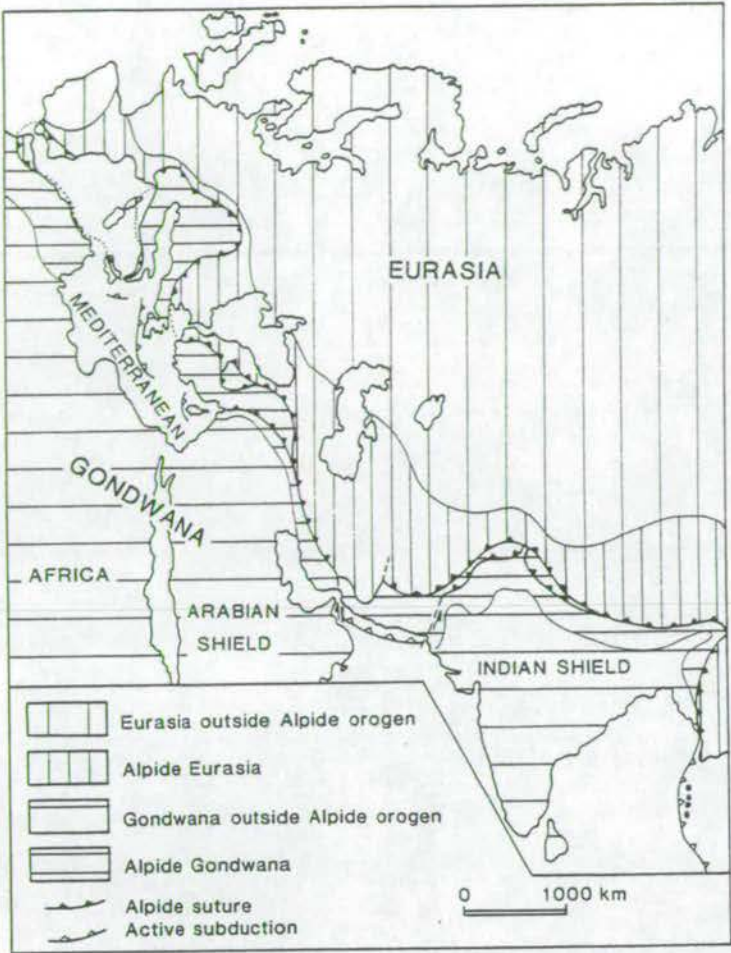 EURASIA
MEDITERRANEAN
GONDWANA
AFRICA
ARABIAN
SHIELD
INDIAN SHIELD
Eurasia outside Alpide orogen
Alpide Eurasia
Gondwana outside Alpide orogen
Alpide Gondwana
Alpide suture
Active subduction
0 1000 km